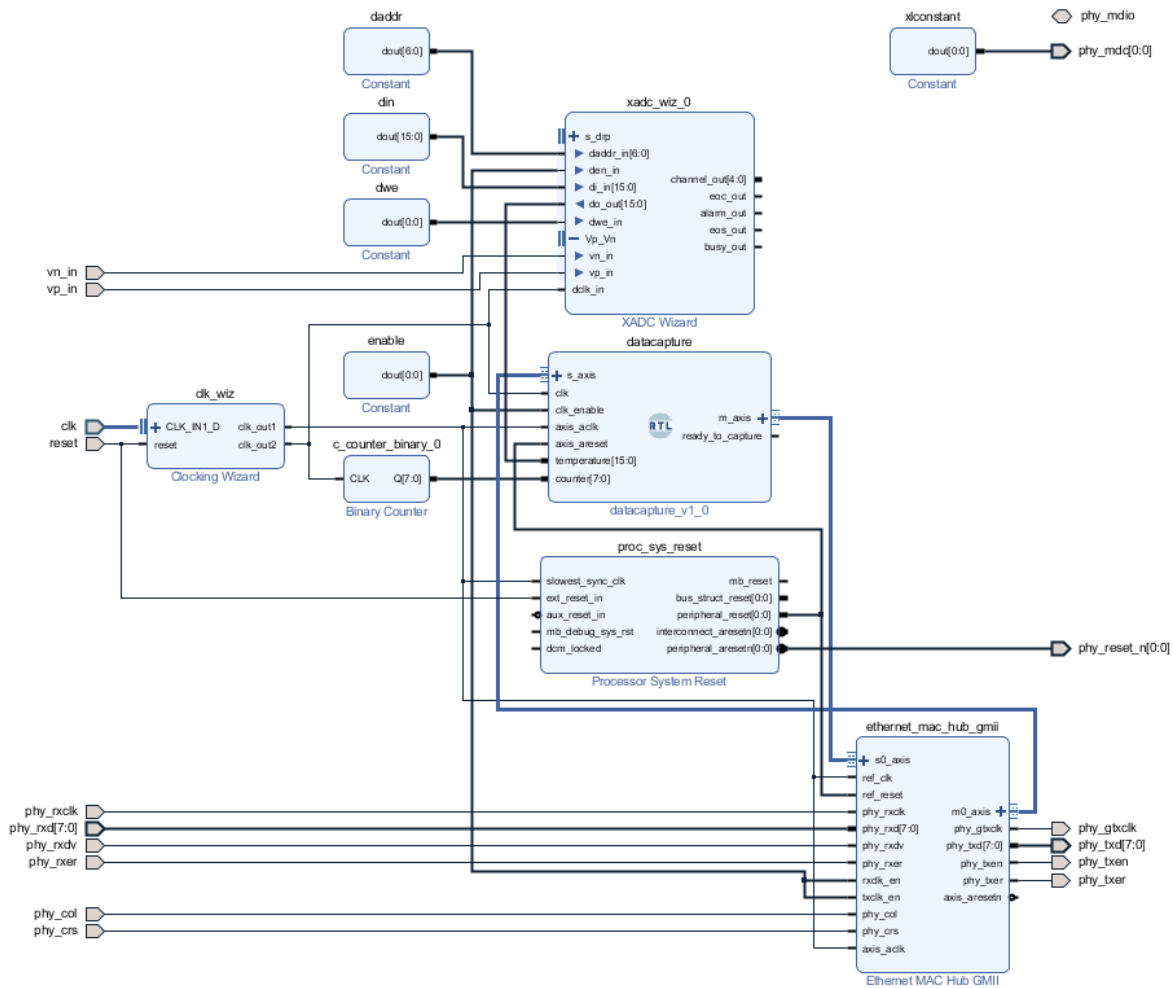 daddr
dout[6:0]
Constant
din
dout[15:0]
Constant
dwe
dout[0:0]
Constant
xlconstant
dout[0:0]
Constant
phy_mdio
phy_mdc[0:0]
xadc_wiz_0
s_drp
daddr_in[6:0]
den_in
di_in[15:0]
do_out[15:0]
dwe_in
Vp_Vn
vn_in
vp_in
dclk_in
channel_out[4:0]
eoc_out
alarm_out
eos_out
busy_out
XADC Wizard
vn_in
vp_in
enable
dout[0:0]
Constant
clk
reset
clk_wiz
CLK_IN1_D
reset
clk_out1
clk_out2
Clocking Wizard
c_counter_binary_0
CLK
Q[7:0]
Binary Counter
datacapture
s_axis
clk
clk_enable
axis_aclk
axis_areset
temperature[15:0]
counter[7:0]
RTL
m_axis
ready_to_capture
datacapture_v1_0
proc_sys_reset
slowest_sync_clk
ext_reset_in
aux_reset_in
mb_debug_sys_rst
dcm_locked
mb_reset
bus_struct_reset[0:0]
peripheral_reset[0:0]
interconnect_aresetn[0:0]
peripheral_aresetn[0:0]
Processor System Reset
phy_reset_n[0:0]
ethernet_mac_hub_gmii
s0_axis
ref_clk
ref_reset
phy_rxclk
phy_rxd[7:0]
phy_rxdv
phy_rxer
rxclk_en
txclk_en
phy_col
phy_crs
axis_aclk
m0_axis
phy_gtxclk
phy_txd[7:0]
phy_txen
phy_txer
axis_aresetn
Ethernet MAC Hub GMII
phy_rxclk
phy_rxd[7:0]
phy_rxdv
phy_rxer
phy_col
phy_crs
phy_gtxclk
phy_txd[7:0]
phy_txen
phy_txer